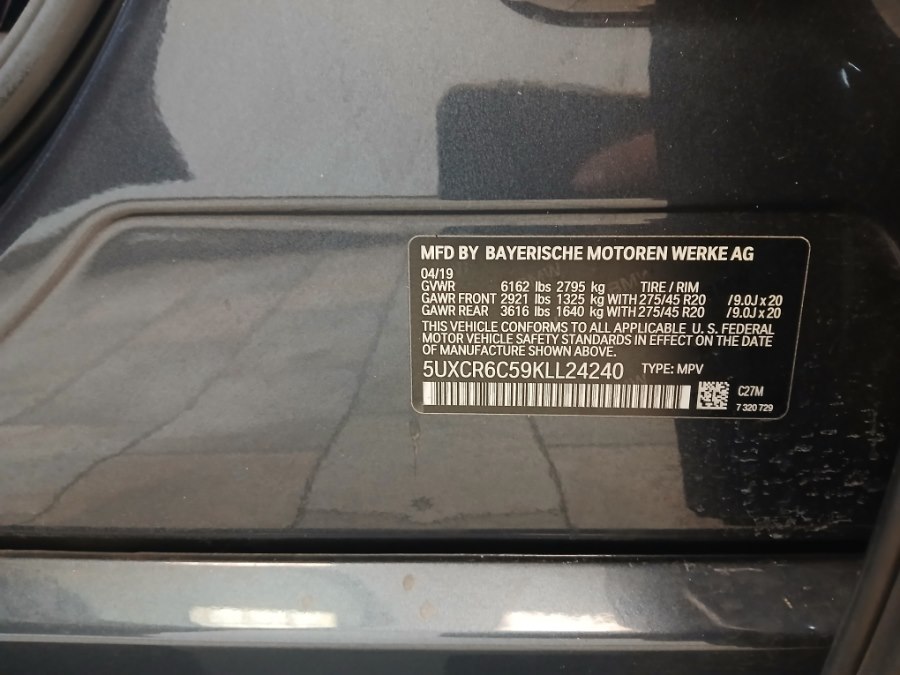 MFD BY BAYERISCHE MOTOREN WERKE AG
04/19
GVWR 6162 lbs 2795 kg TIRE / RIM
GAWR FRONT 2921 lbs 1325 kg WITH 275/45 R20 /9.0J x 20
GAWR REAR 3616 lbs 1640 kg WITH 275/45 R20 /9.0J x 20
THIS VEHICLE CONFORMS TO ALL APPLICABLE U. S. FEDERAL
MOTOR VEHICLE SAFETY STANDARDS IN EFFECT ON THE DATE
OF MANUFACTURE SHOWN ABOVE.
5UXCR6C59KLL24240 TYPE: MPV
C27M
7 320 729